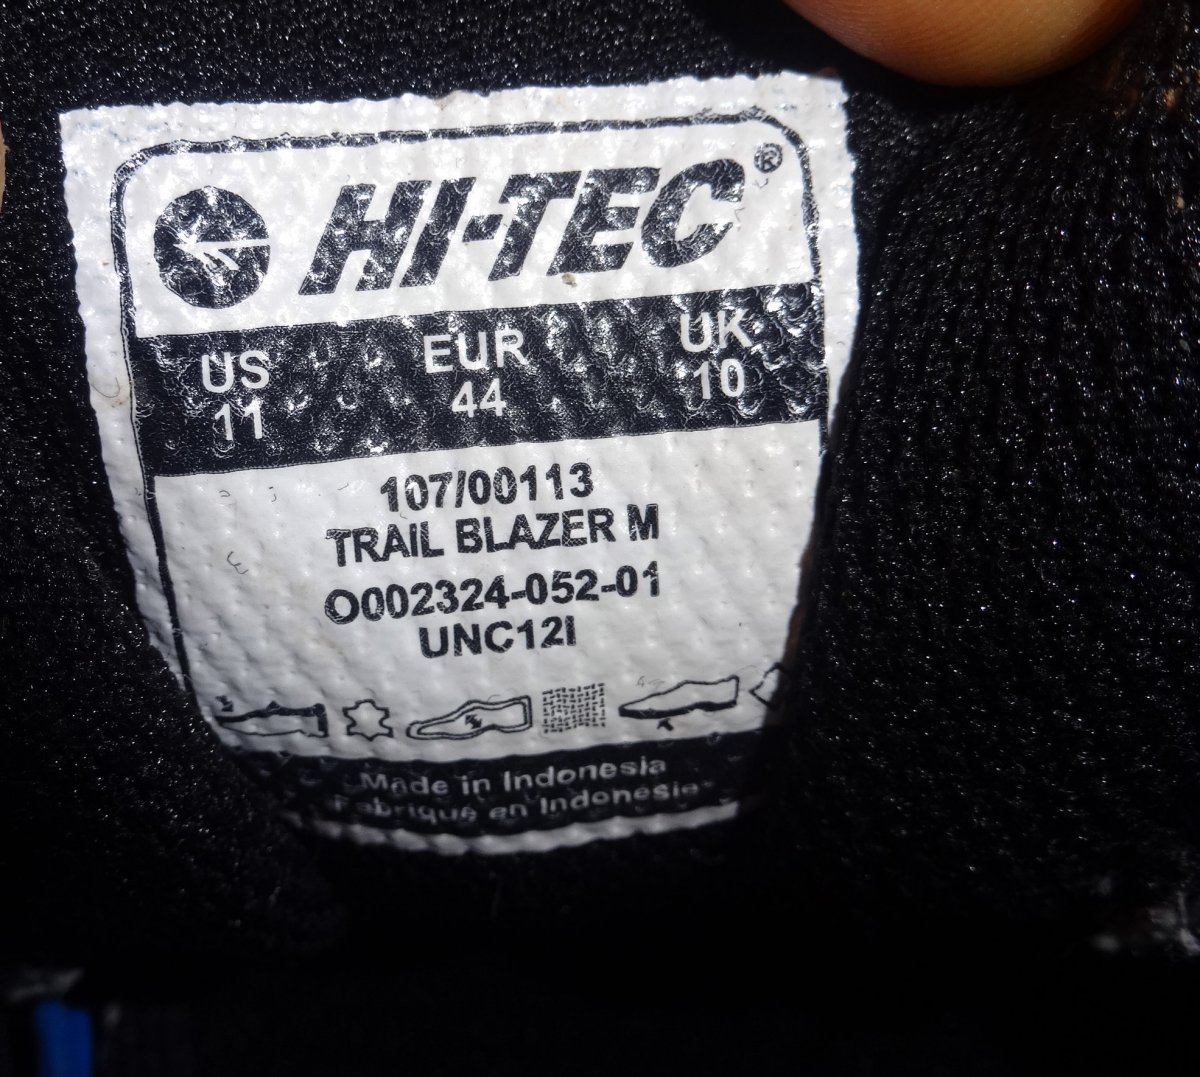 HI-TEC®
US EUR UK
11 44 10
107/00113
TRAIL BLAZER M
O002324-052-01
UNC12I
Made in Indonesia
Fabriqué en Indonesie